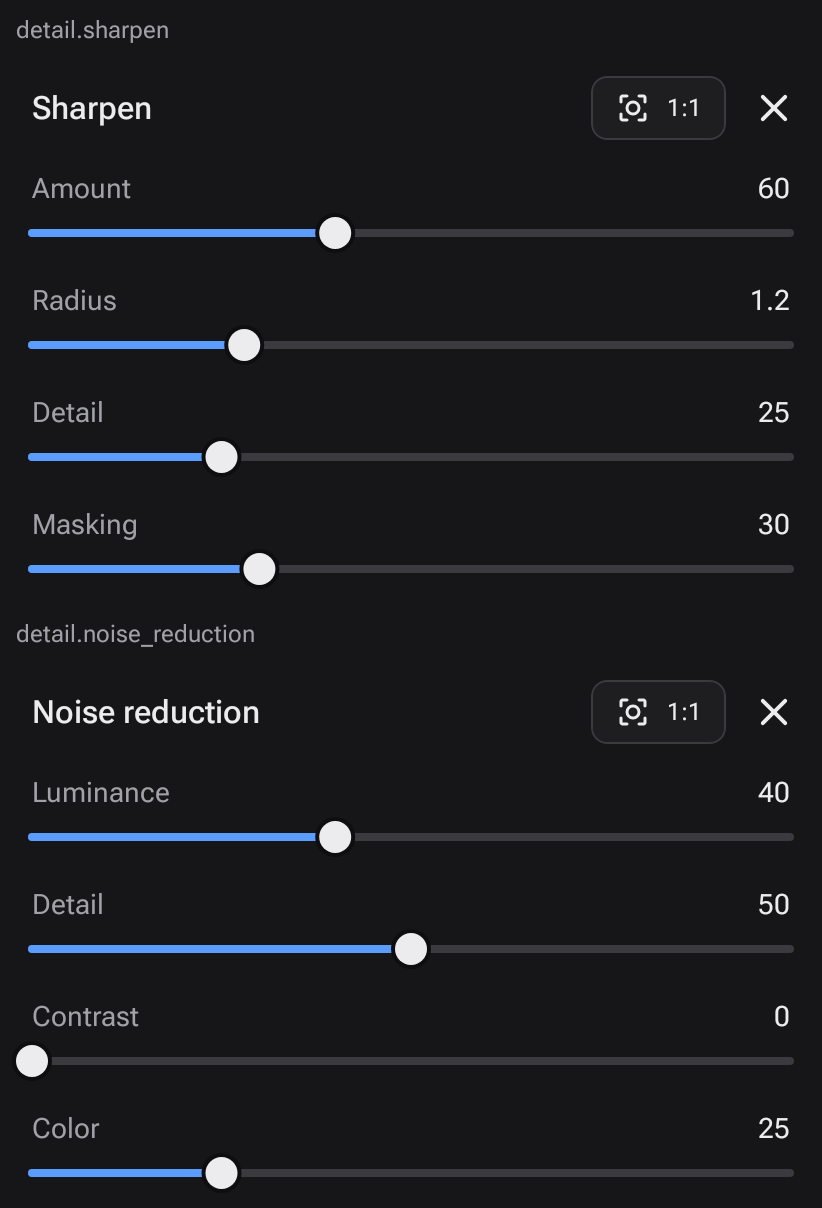 detail.sharpen
Sharpen 1:1
Amount 60
Radius 1.2
Detail 25
Masking 30
detail.noise_reduction
Noise reduction 1:1
Luminance 40
Detail 50
Contrast 0
Color 25